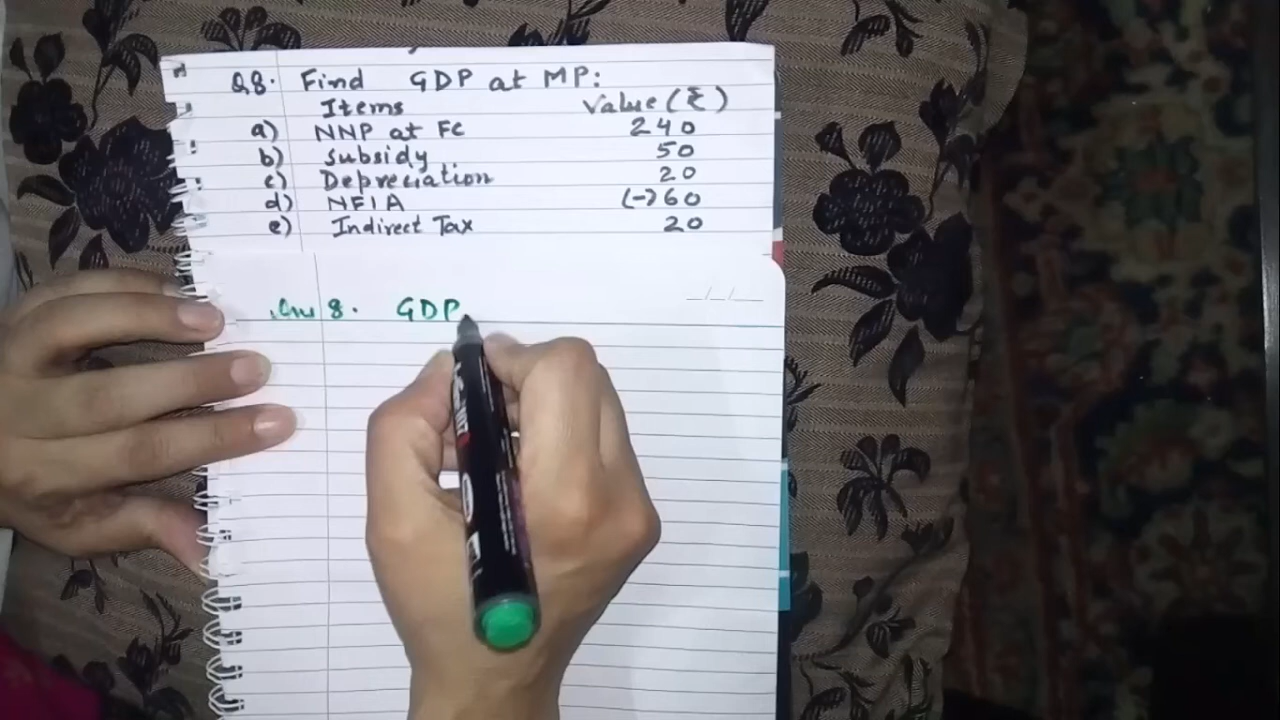 Q8. Find GDP at MP:
Items Value (₹)
a) NNP at FC 240
b) Subsidy 50
c) Depreciation 20
d) NFIA (-) 60
e) Indirect Tax 20
Ans 8. GDP